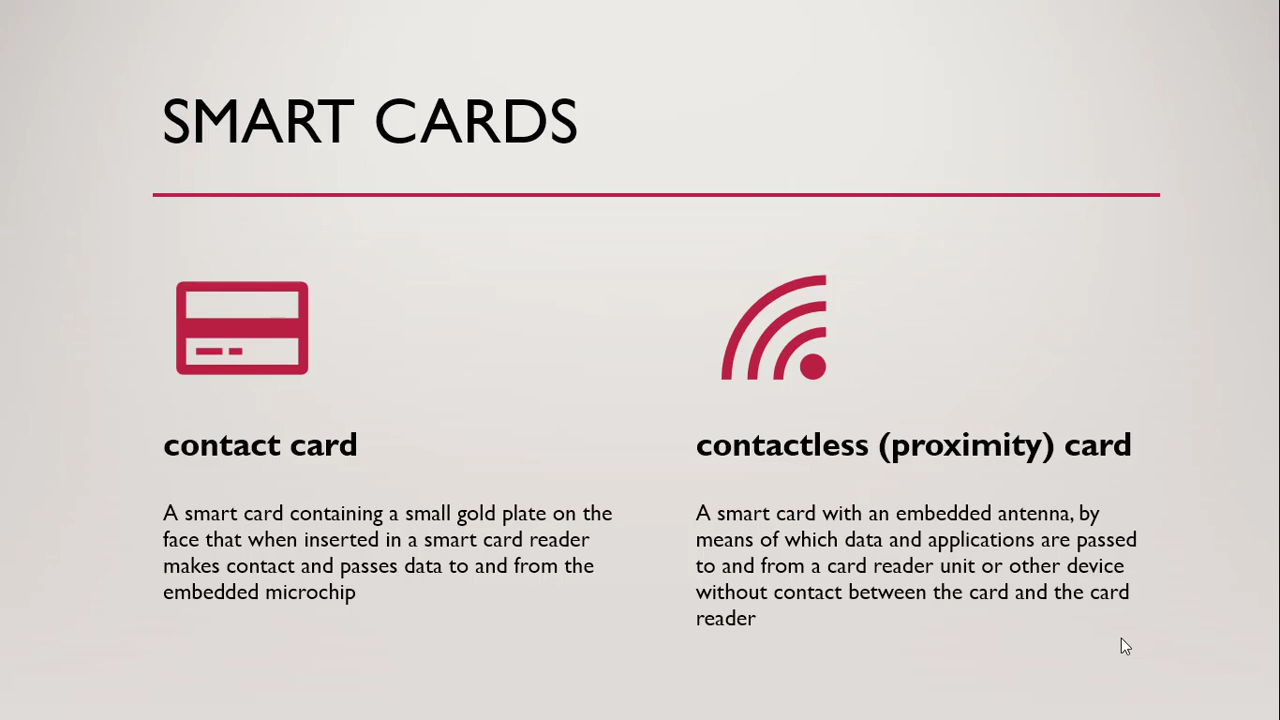 SMART CARDS
contact card
A smart card containing a small gold plate on the
face that when inserted in a smart card reader
makes contact and passes data to and from the
embedded microchip
contactless (proximity) card
A smart card with an embedded antenna, by
means of which data and applications are passed
to and from a card reader unit or other device
without contact between the card and the card
reader